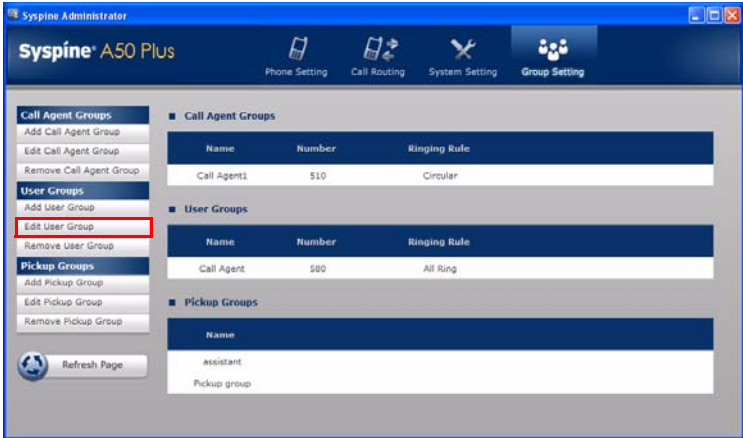 Syspine Administrator
Syspine® A50 Plus
Phone Setting
Call Routing
System Setting
Group Setting
Call Agent Groups
Add Call Agent Group
Edit Call Agent Group
Remove Call Agent Group
User Groups
Add User Group
Edit User Group
Remove User Group
Pickup Groups
Add Pickup Group
Edit Pickup Group
Remove Pickup Group
Refresh Page
Call Agent Groups
Name Number Ringing Rule
Call Agent1 510 Circular
User Groups
Name Number Ringing Rule
Call Agent 580 All Ring
Pickup Groups
Name
assistant
Pickup group